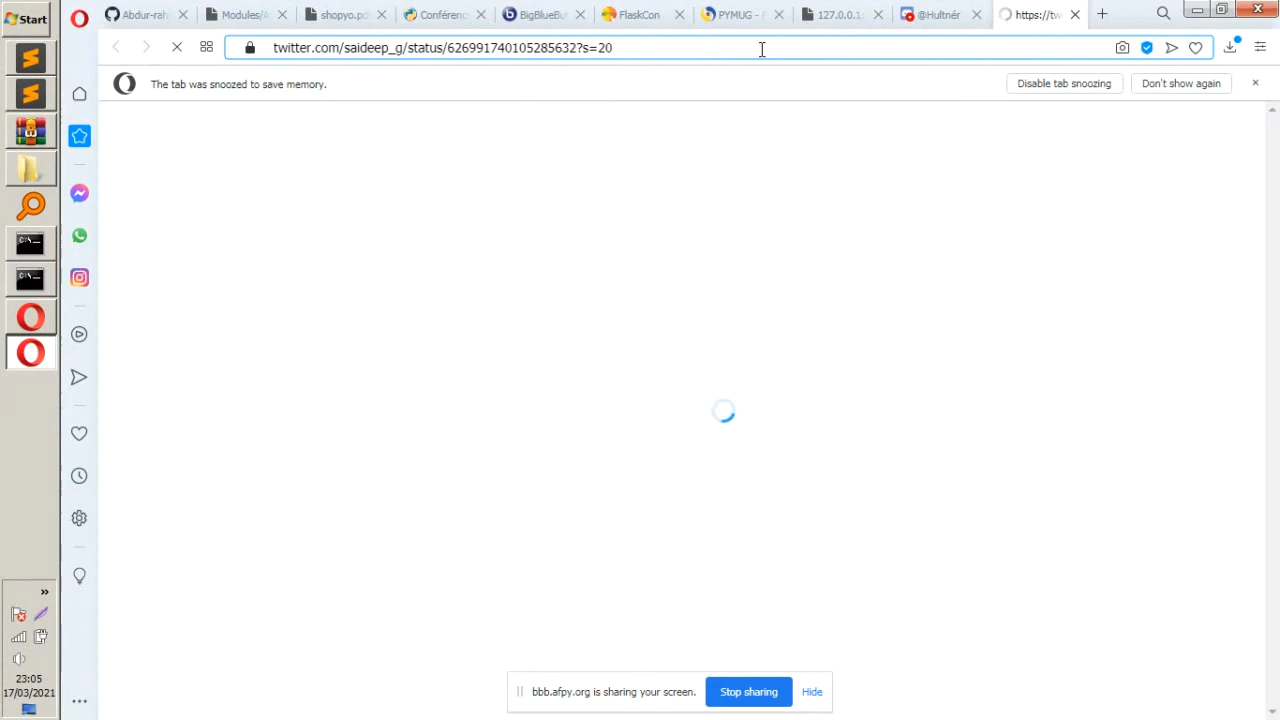 Start
Abdur-rah
Modules/A
shopyo.pd
Conférenc
BigBlueBut
FlaskCon
PYMUG - F
127.0.0.1:
@Hultnér
https://tw
twitter.com/saideep_g/status/626991740105285632?s=20
The tab was snoozed to save memory.
Disable tab snoozing
Don't show again
bbb.afpy.org is sharing your screen.
Stop sharing
Hide
23:05
17/03/2021